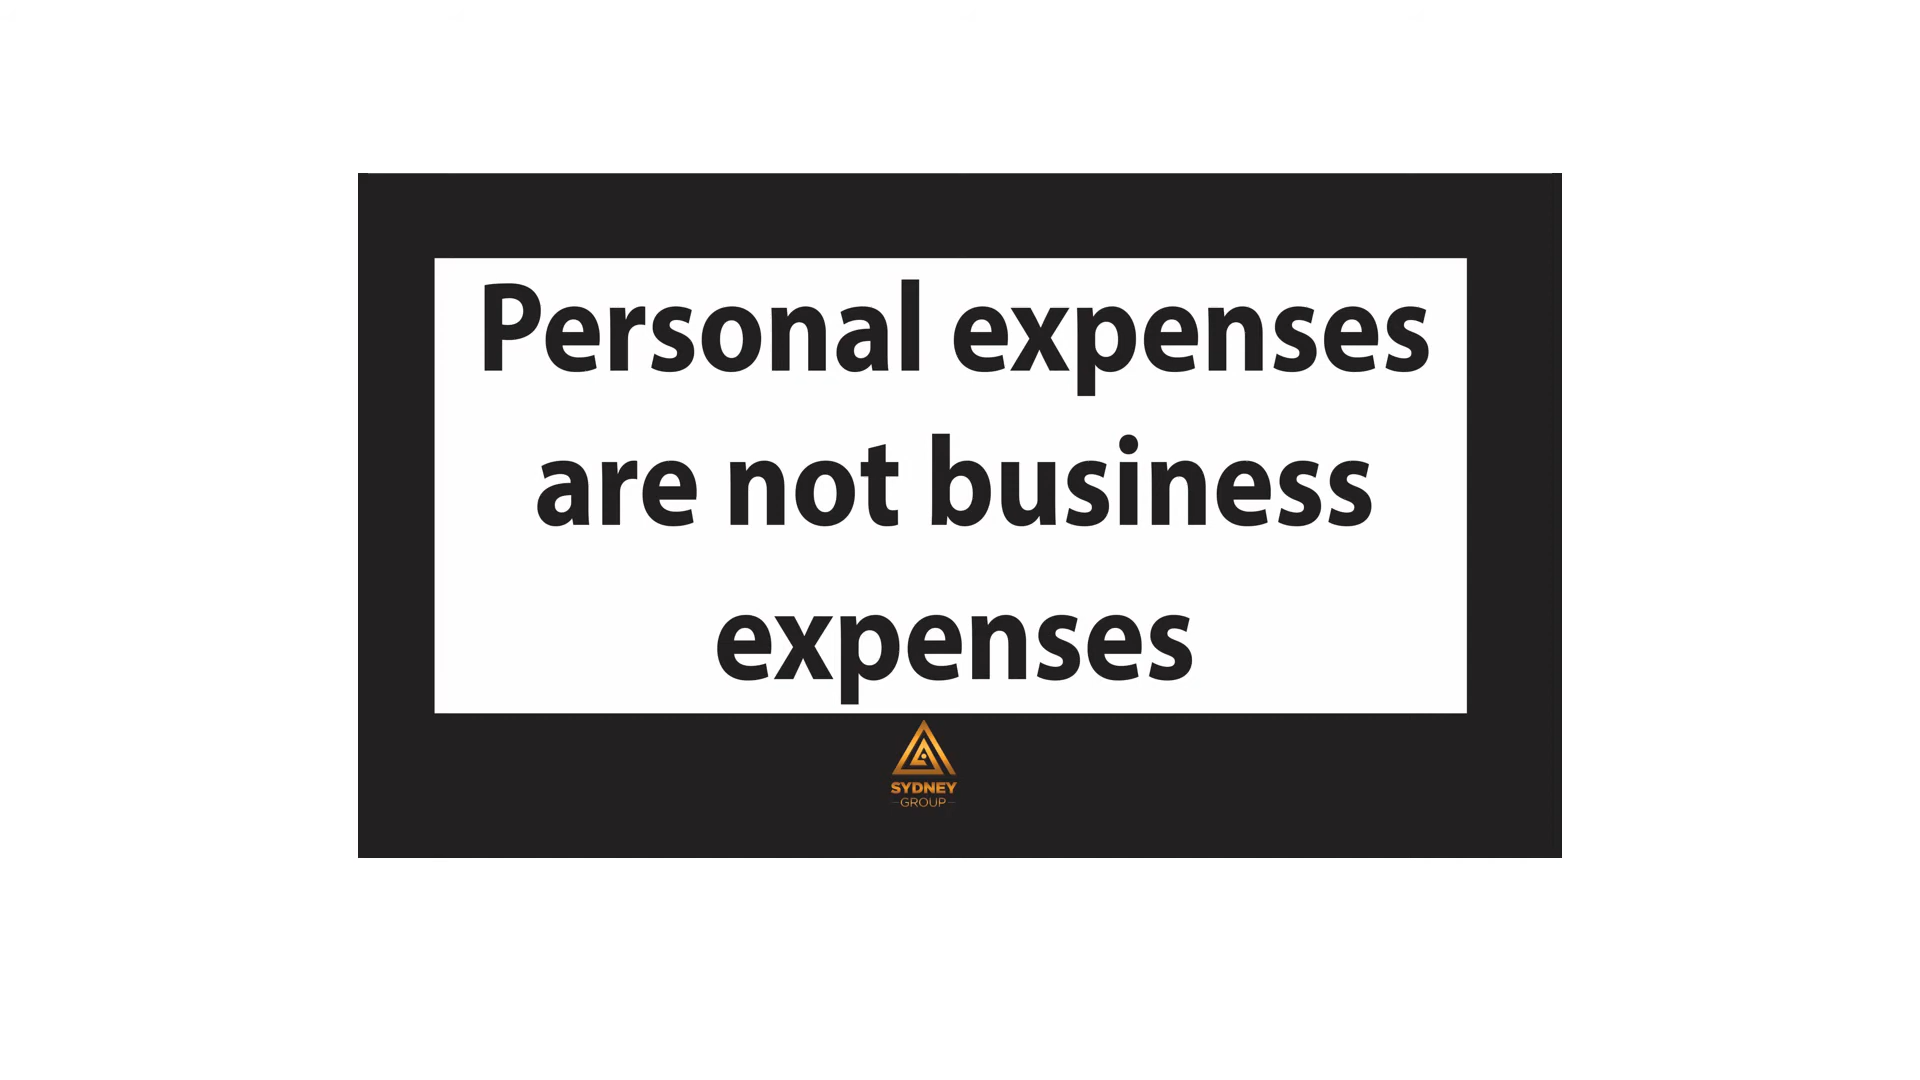 Personal expenses
are not business
expenses
SYDNEY
GROUP